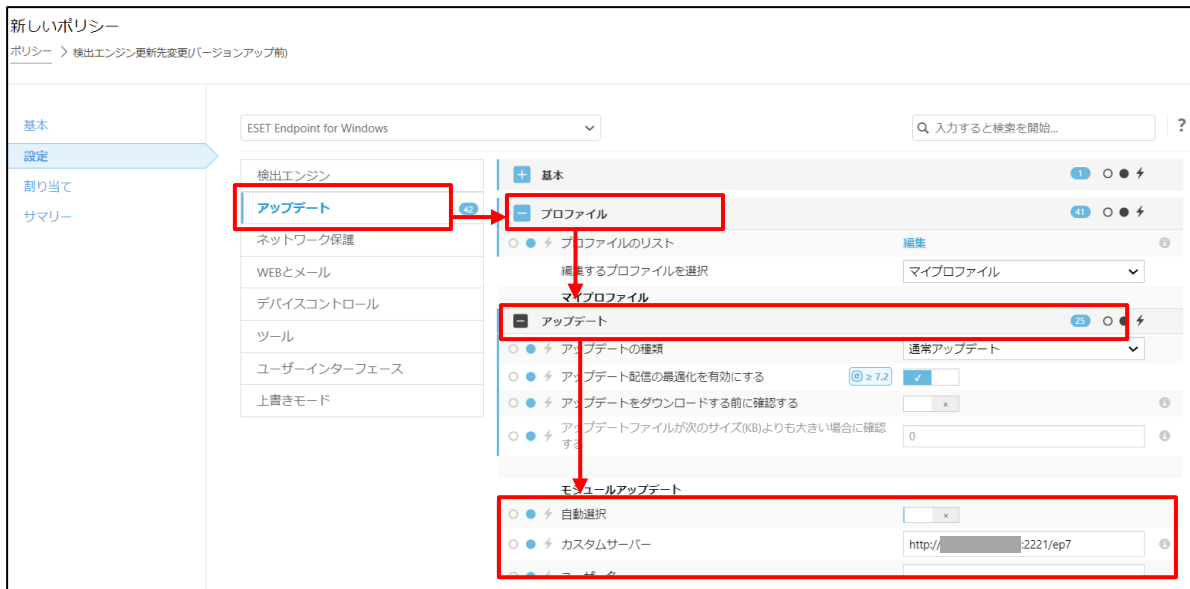 新しいポリシー
ポリシー > 検出エンジン更新先変更(バージョンアップ前)
基本
設定
割り当て
サマリー
ESET Endpoint for Windows
入力すると検索を開始...
?
検出エンジン
アップデート 42
ネットワーク保護
WEBとメール
デバイスコントロール
ツール
ユーザーインターフェース
上書きモード
基本 1
プロファイル 41
プロファイルのリスト 編集
編集するプロファイルを選択 マイプロファイル
マイプロファイル
アップデート 25
アップデートの種類 通常アップデート
アップデート配信の最適化を有効にする ≥ 7.2
アップデートをダウンロードする前に確認する
アップデートファイルが次のサイズ(KB)よりも大きい場合に確認
する 0
モジュールアップデート
自動選択
カスタムサーバー http:// :2221/ep7